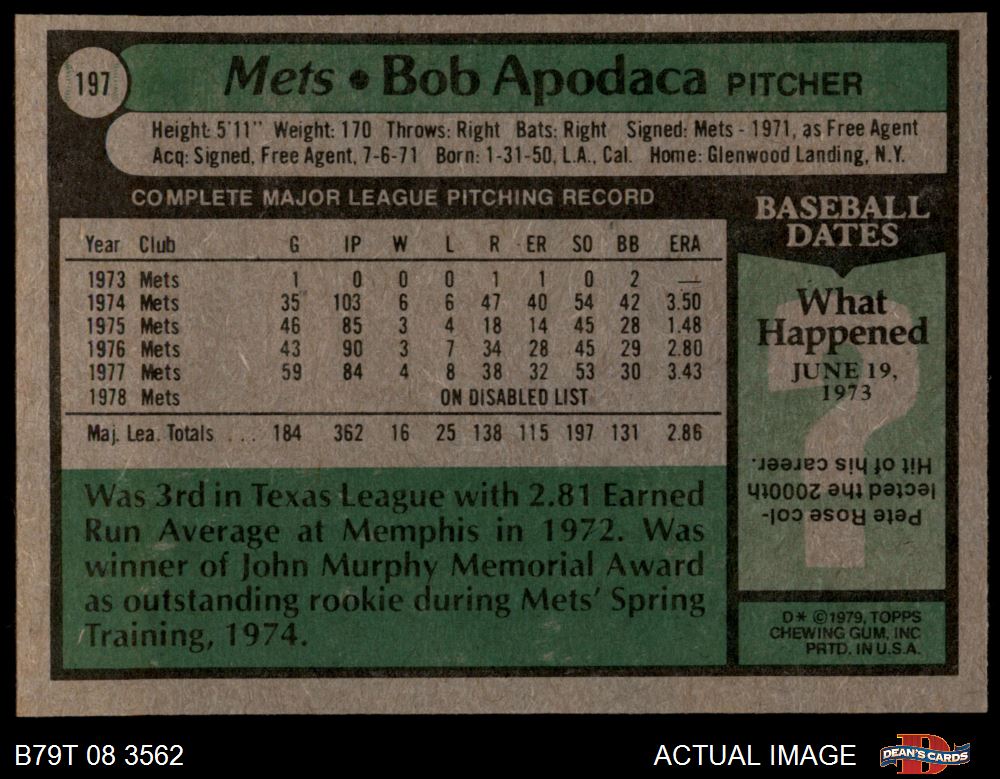 197
Mets • Bob Apodaca PITCHER
Height: 5'11" Weight: 170 Throws: Right Bats: Right Signed: Mets - 1971, as Free Agent
Acq: Signed, Free Agent, 7-6-71 Born: 1-31-50, L.A., Cal. Home: Glenwood Landing, N.Y.
COMPLETE MAJOR LEAGUE PITCHING RECORD
Year Club G IP W L R ER SO BB ERA
1973 Mets 1 0 0 0 1 1 0 2 —
1974 Mets 35 103 6 6 47 40 54 42 3.50
1975 Mets 46 85 3 4 18 14 45 28 1.48
1976 Mets 43 90 3 7 34 28 45 29 2.80
1977 Mets 59 84 4 8 38 32 53 30 3.43
1978 Mets ON DISABLED LIST
Maj. Lea. Totals ... 184 362 16 25 138 115 197 131 2.86
Was 3rd in Texas League with 2.81 Earned
Run Average at Memphis in 1972. Was
winner of John Murphy Memorial Award
as outstanding rookie during Mets' Spring
Training, 1974.
BASEBALL
DATES
What
Happened
JUNE 19,
1973
?
Pete Rose col-
lected the 2000th
Hit of his career.
D* ©1979, TOPPS
CHEWING GUM, INC
PRTD. IN U.S.A.
B79T 08 3562
ACTUAL IMAGE
DEAN'S CARDS